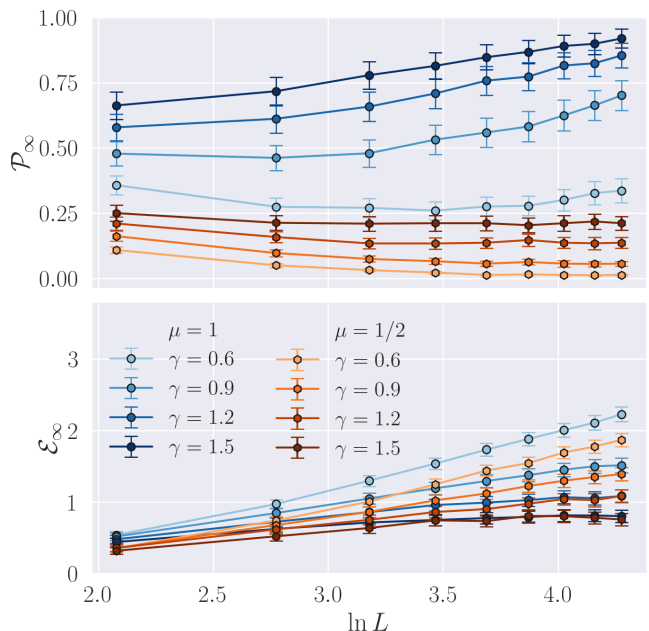 1.00
0.75
0.50
0.25
0.00
𝒫∞
μ = 1
γ = 0.6
γ = 0.9
γ = 1.2
γ = 1.5
μ = 1/2
γ = 0.6
γ = 0.9
γ = 1.2
γ = 1.5
3
2
1
0
ℰ∞
2.0 2.5 3.0 3.5 4.0
ln L